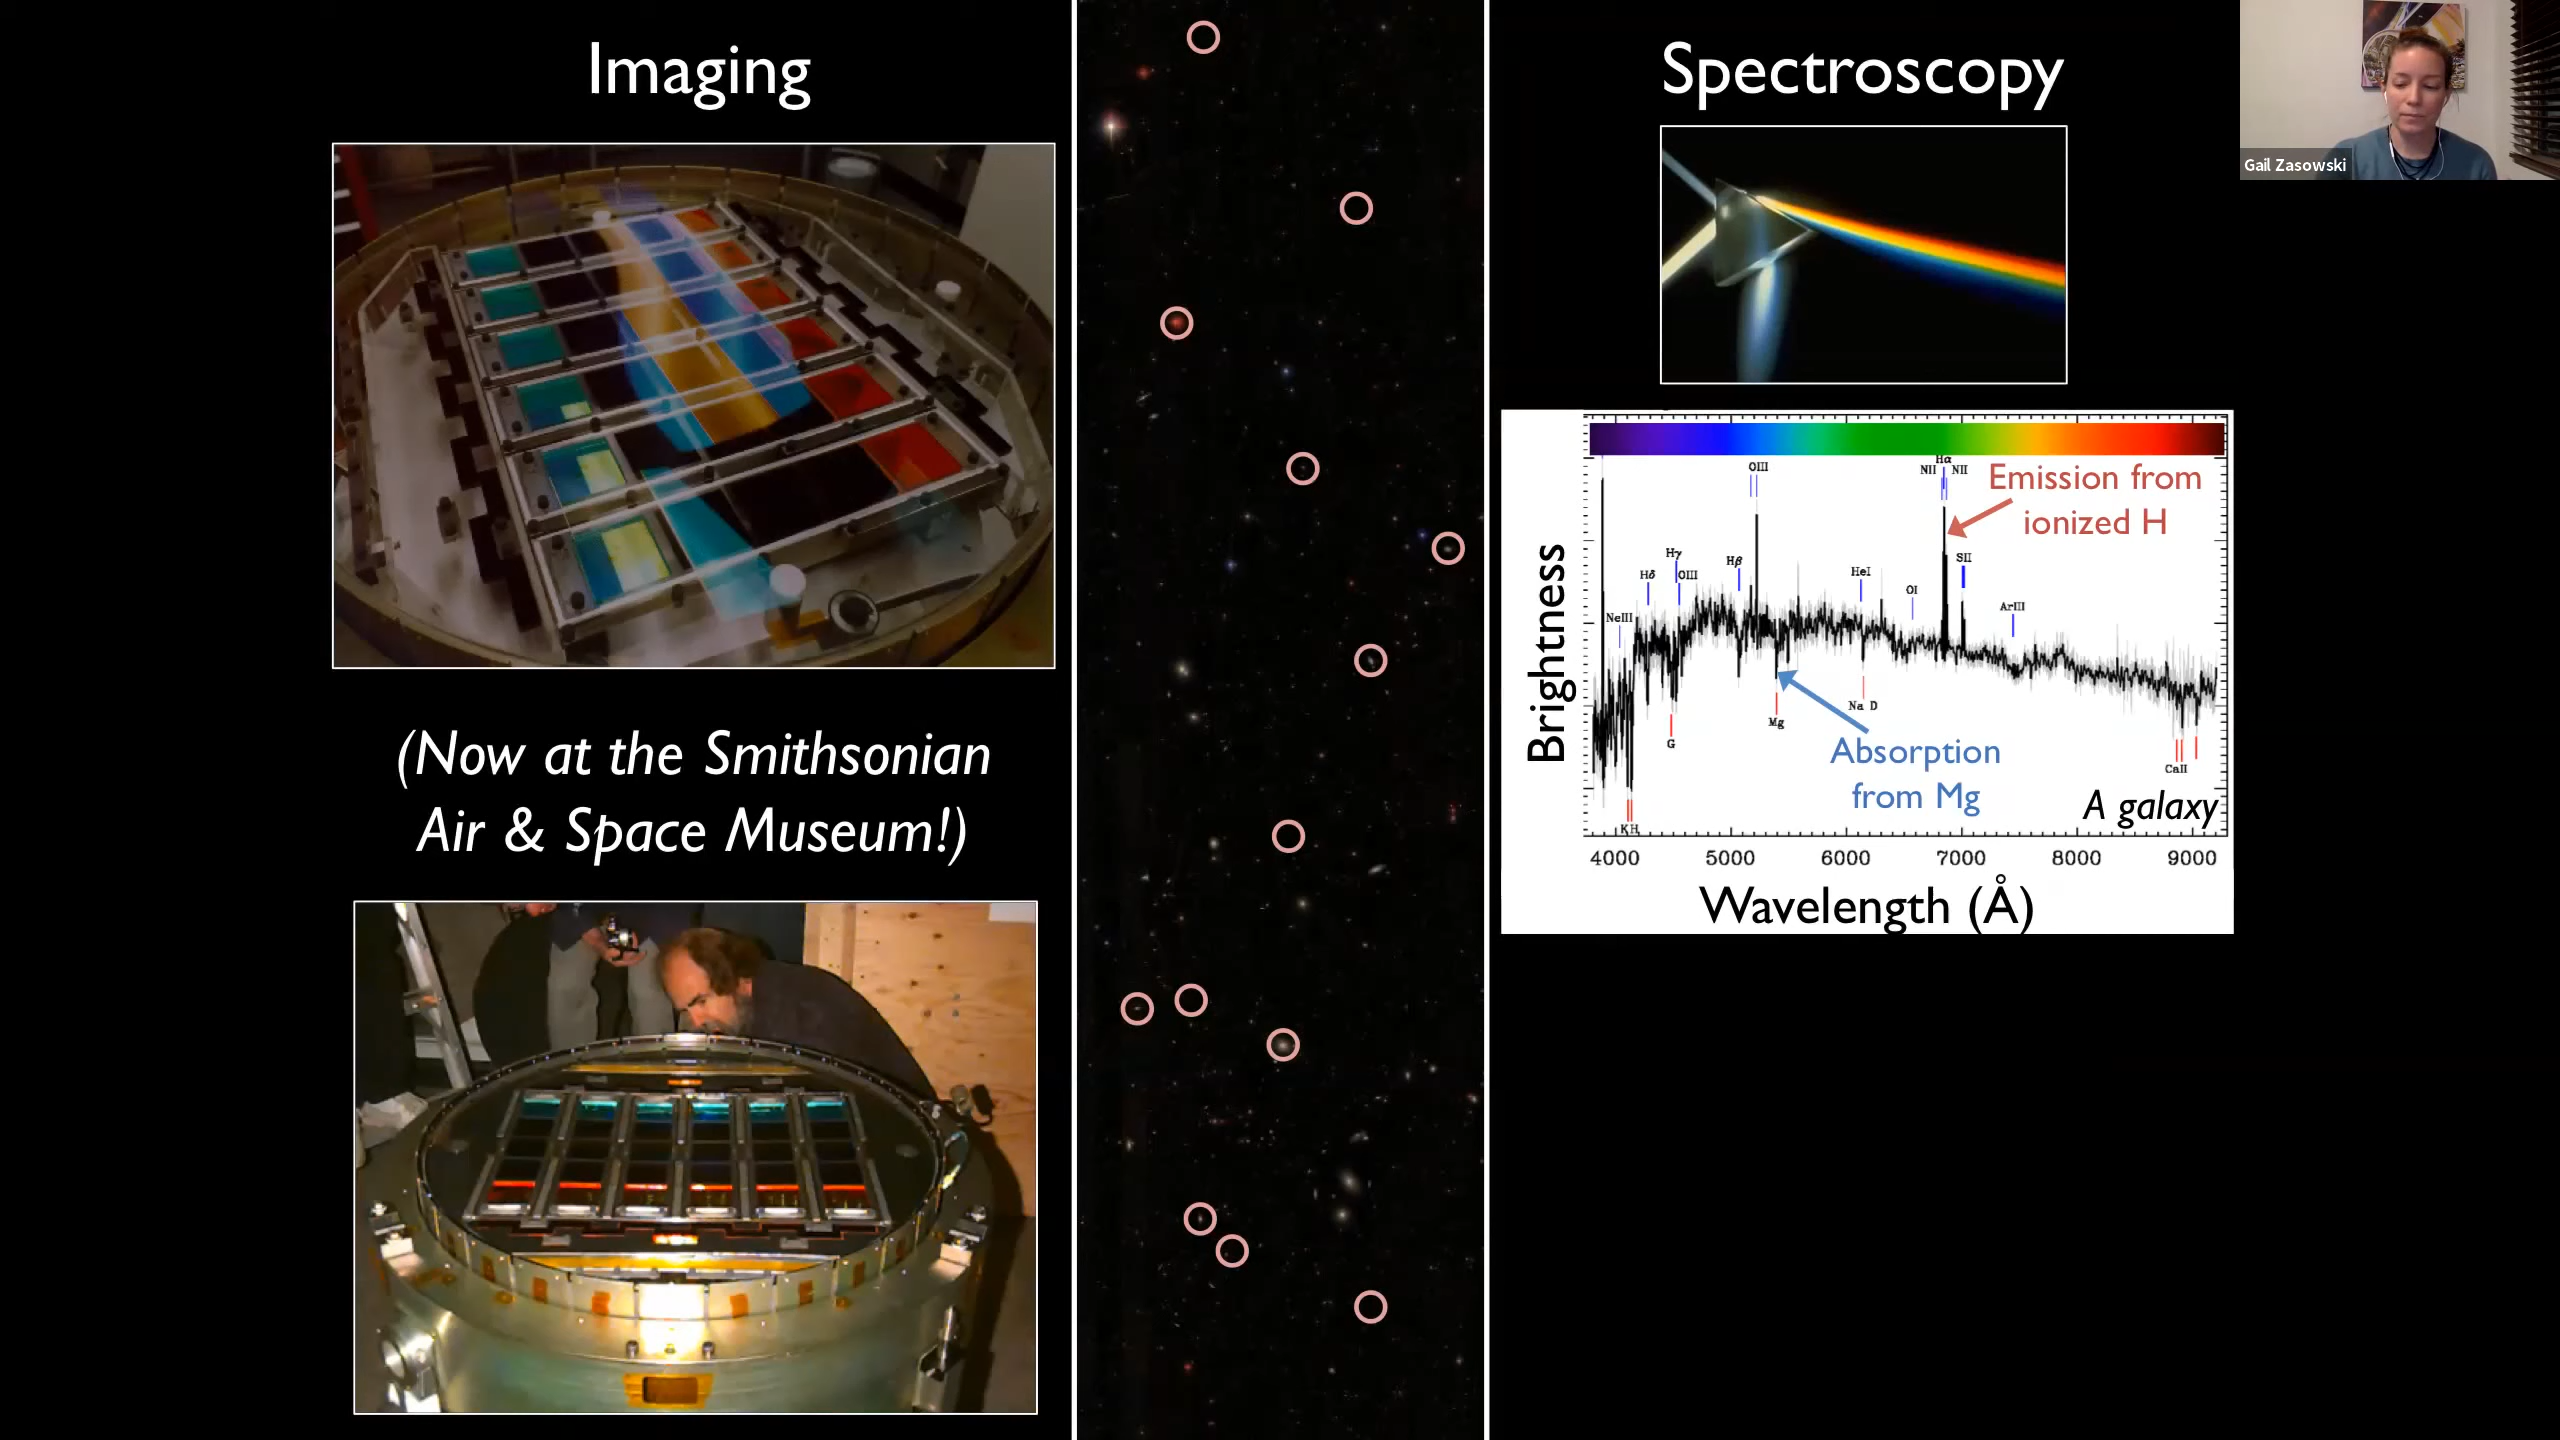 Imaging
(Now at the Smithsonian
Air & Space Museum!)
Spectroscopy
Gail Zasowski
Hα
OIII
NII
NII
Emission from
ionized H
Hγ
SII
Hβ
HeI
Hδ
OIII
OI
ArIII
NeIII
Na D
Mg
G
Absorption
from Mg
CaII
A galaxy
K H
Brightness
4000 5000 6000 7000 8000 9000
Wavelength (Å)